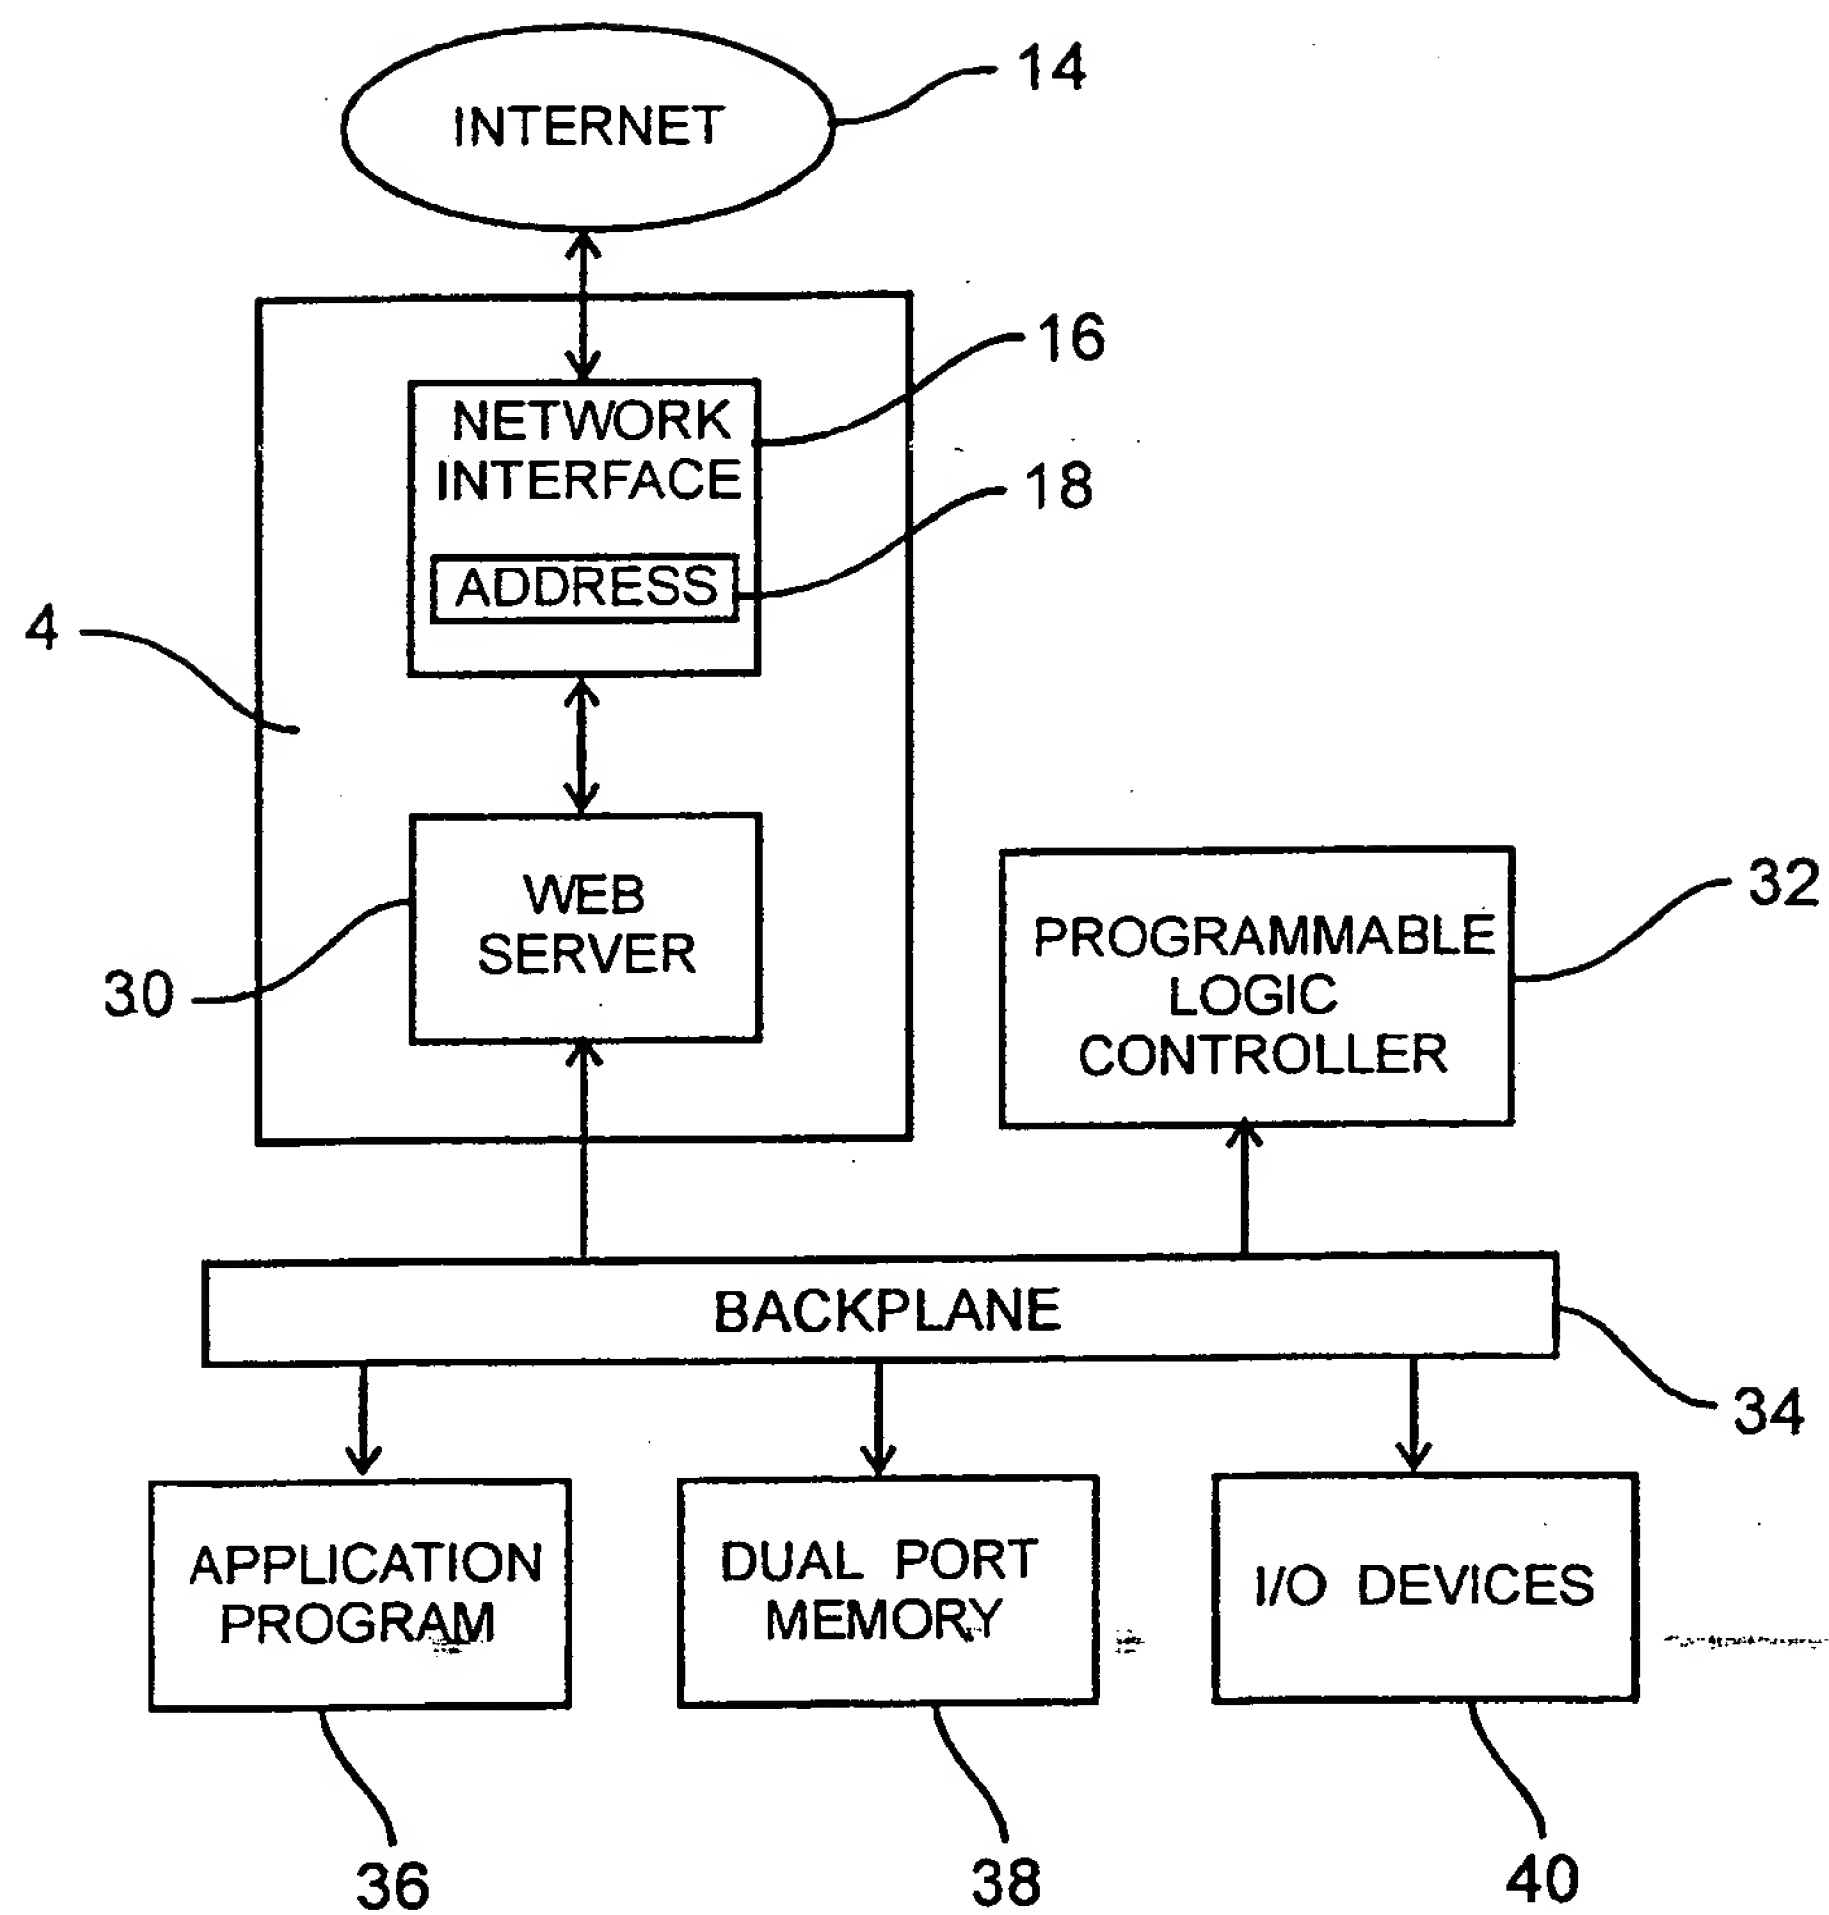 INTERNET
14
16
NETWORK
INTERFACE
18
ADDRESS
4
WEB
SERVER
30
32
PROGRAMMABLE
LOGIC
CONTROLLER
BACKPLANE
34
APPLICATION
PROGRAM
DUAL PORT
MEMORY
I/O DEVICES
36
38
40